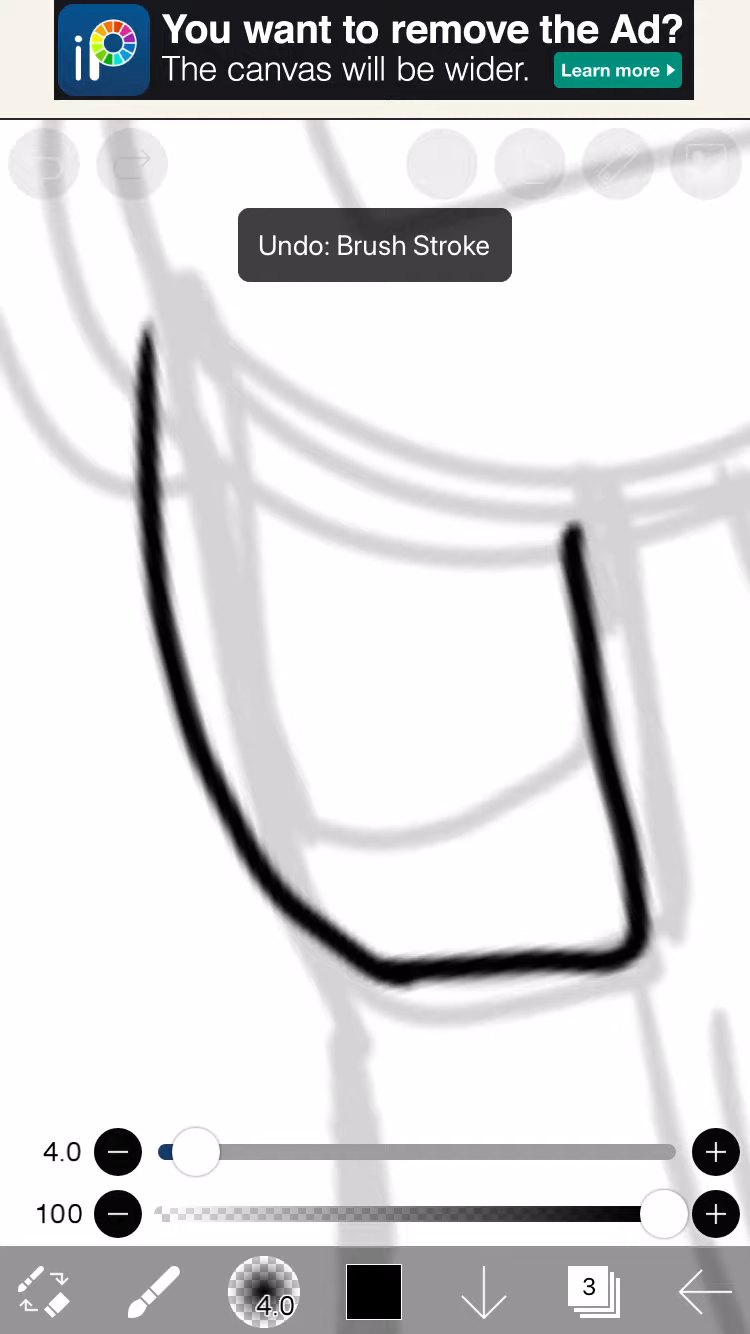 iP
You want to remove the Ad?
The canvas will be wider.
Learn more
Undo: Brush Stroke
4.0
100
4.0
3